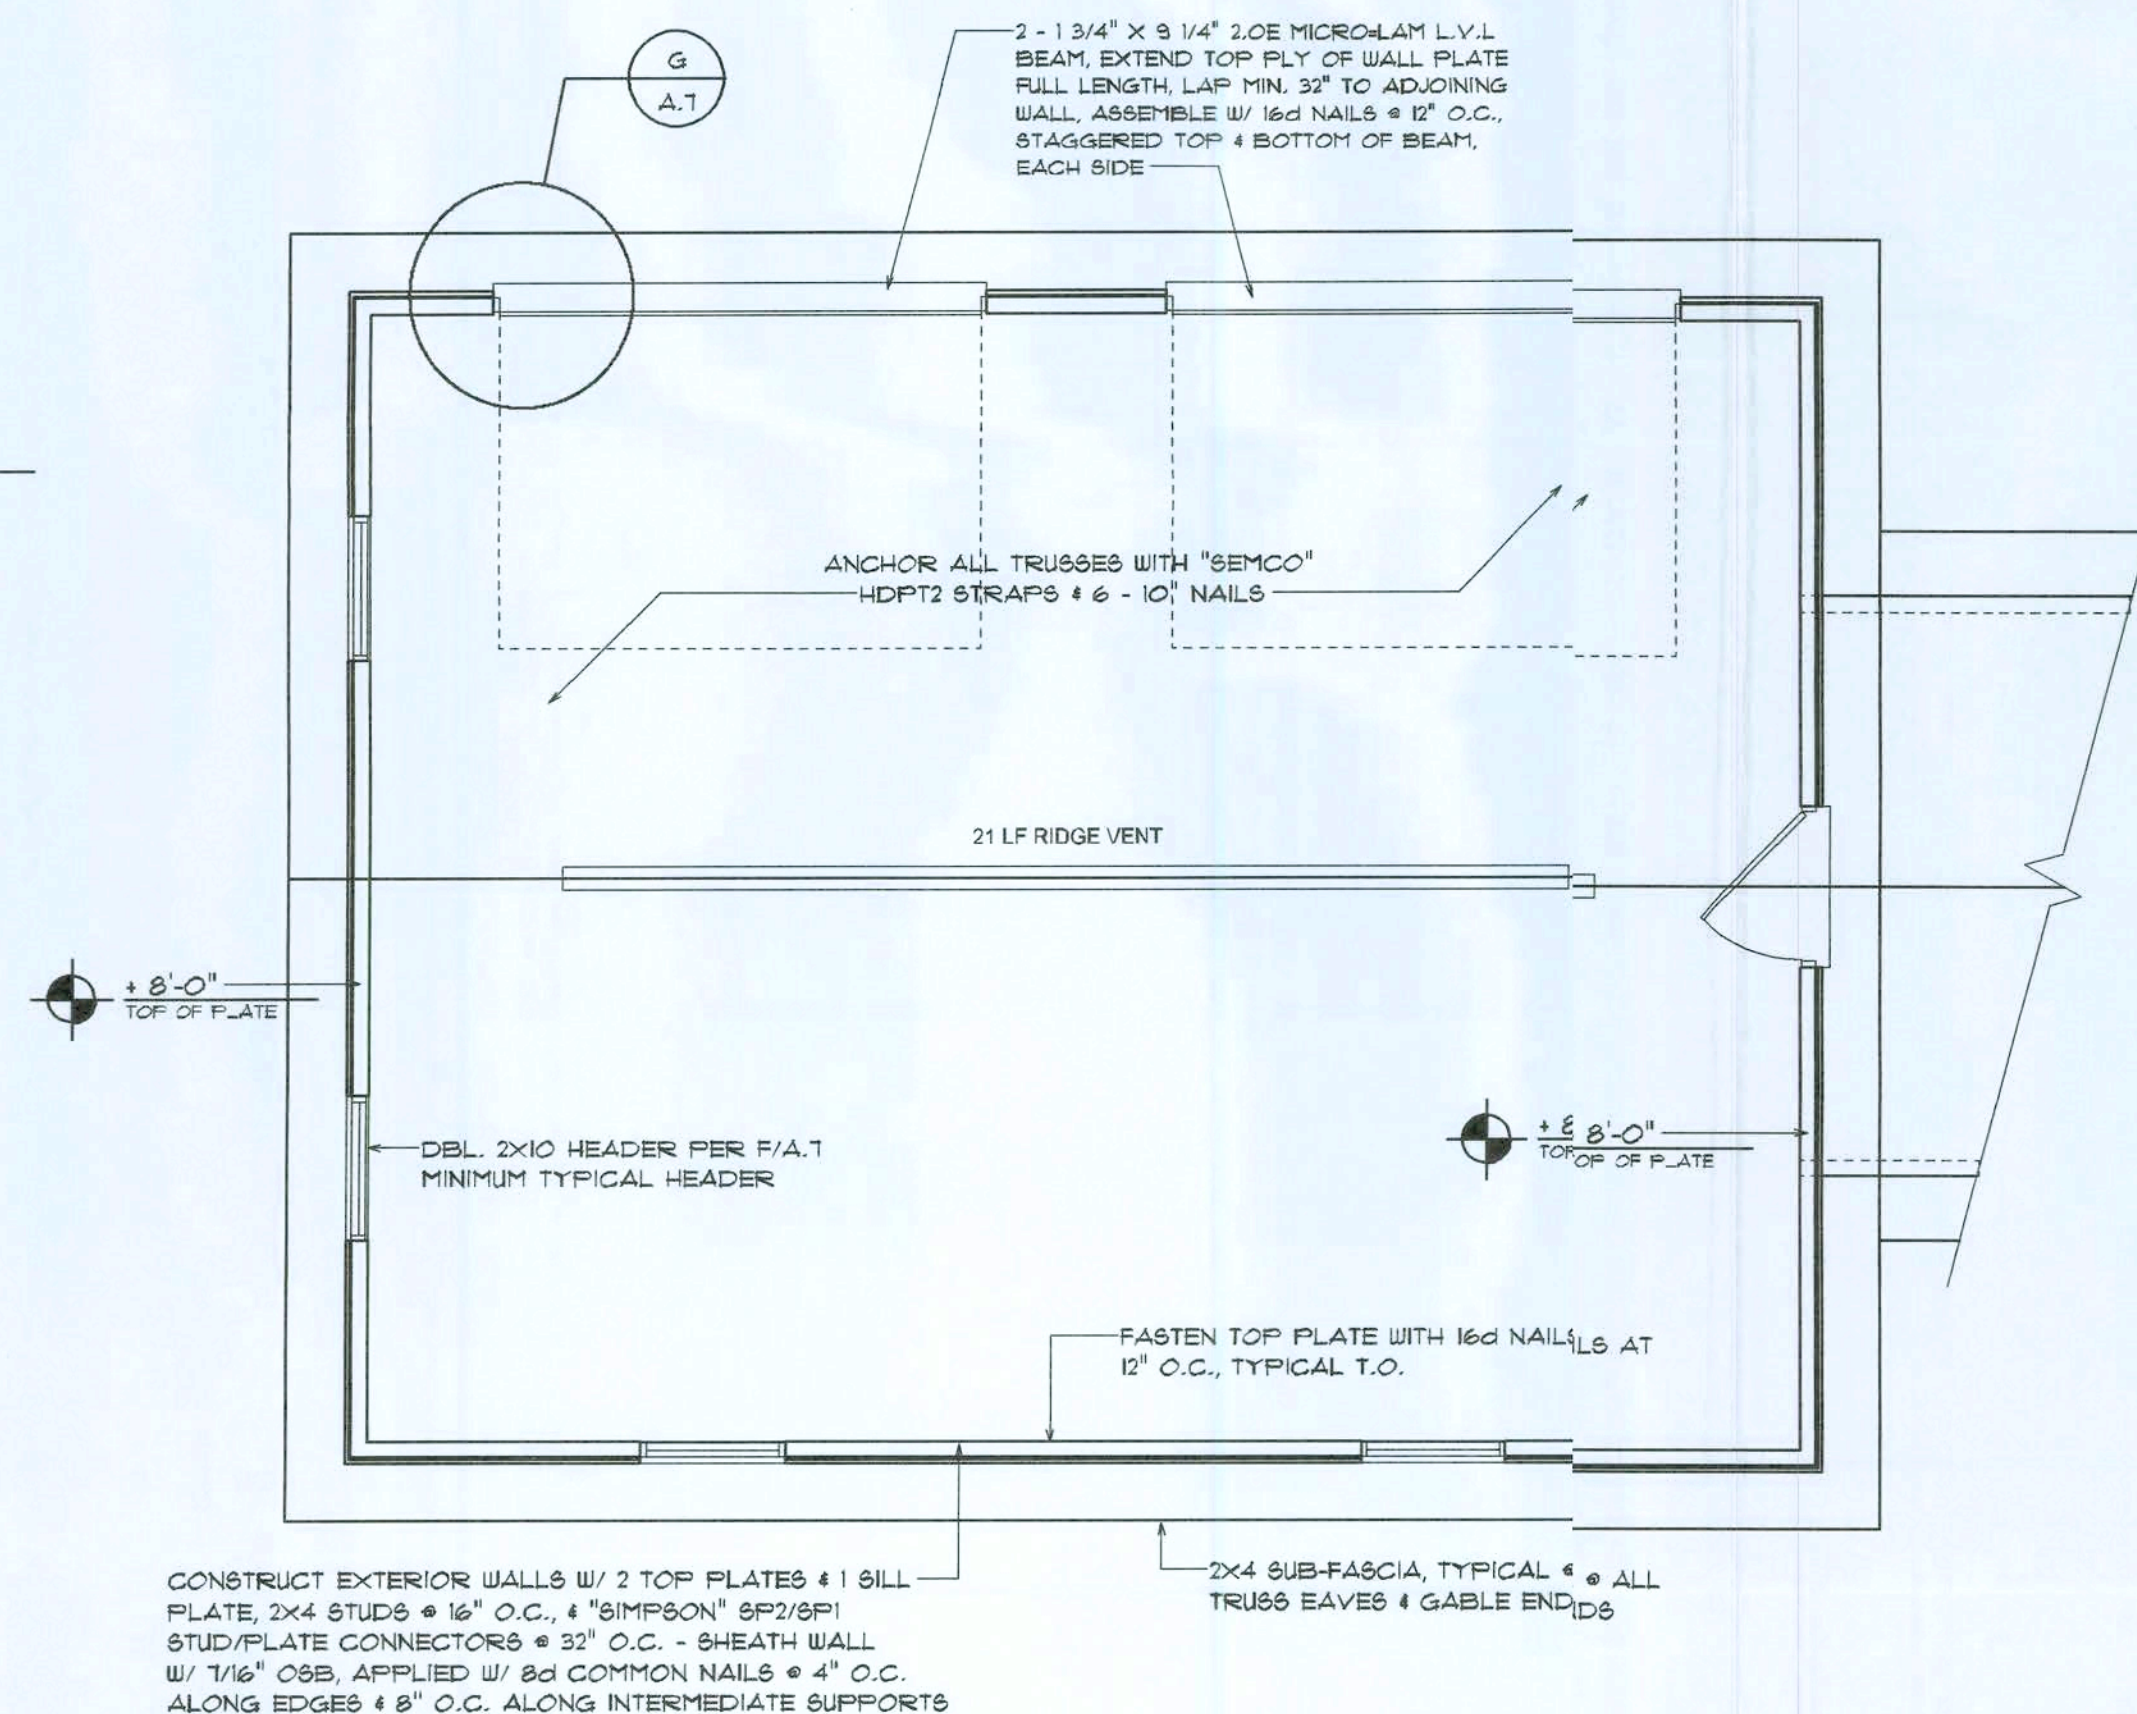 G
A.7
2 - 1 3/4" X 9 1/4" 2.0E MICRO=LAM L.V.L
BEAM, EXTEND TOP PLY OF WALL PLATE
FULL LENGTH, LAP MIN. 32" TO ADJOINING
WALL, ASSEMBLE W/ 16d NAILS @ 12" O.C.,
STAGGERED TOP & BOTTOM OF BEAM,
EACH SIDE
ANCHOR ALL TRUSSES WITH "SEMCO"
HDPT2 STRAPS & 6 - 10" NAILS
21 LF RIDGE VENT
+ 8'-0"
TOP OF PLATE
+ 8 8'-0"
TOP OP OF PLATE
DBL. 2X10 HEADER PER F/A.7
MINIMUM TYPICAL HEADER
FASTEN TOP PLATE WITH 16d NAILS ILS AT
12" O.C., TYPICAL T.O.
CONSTRUCT EXTERIOR WALLS W/ 2 TOP PLATES & 1 SILL
PLATE, 2X4 STUDS @ 16" O.C., & "SIMPSON" SP2/SP1
STUD/PLATE CONNECTORS @ 32" O.C. - SHEATH WALL
W/ 7/16" OSB, APPLIED W/ 8d COMMON NAILS @ 4" O.C.
ALONG EDGES & 8" O.C. ALONG INTERMEDIATE SUPPORTS
2X4 SUB-FASCIA, TYPICAL @ @ ALL
TRUSS EAVES & GABLE END IDS